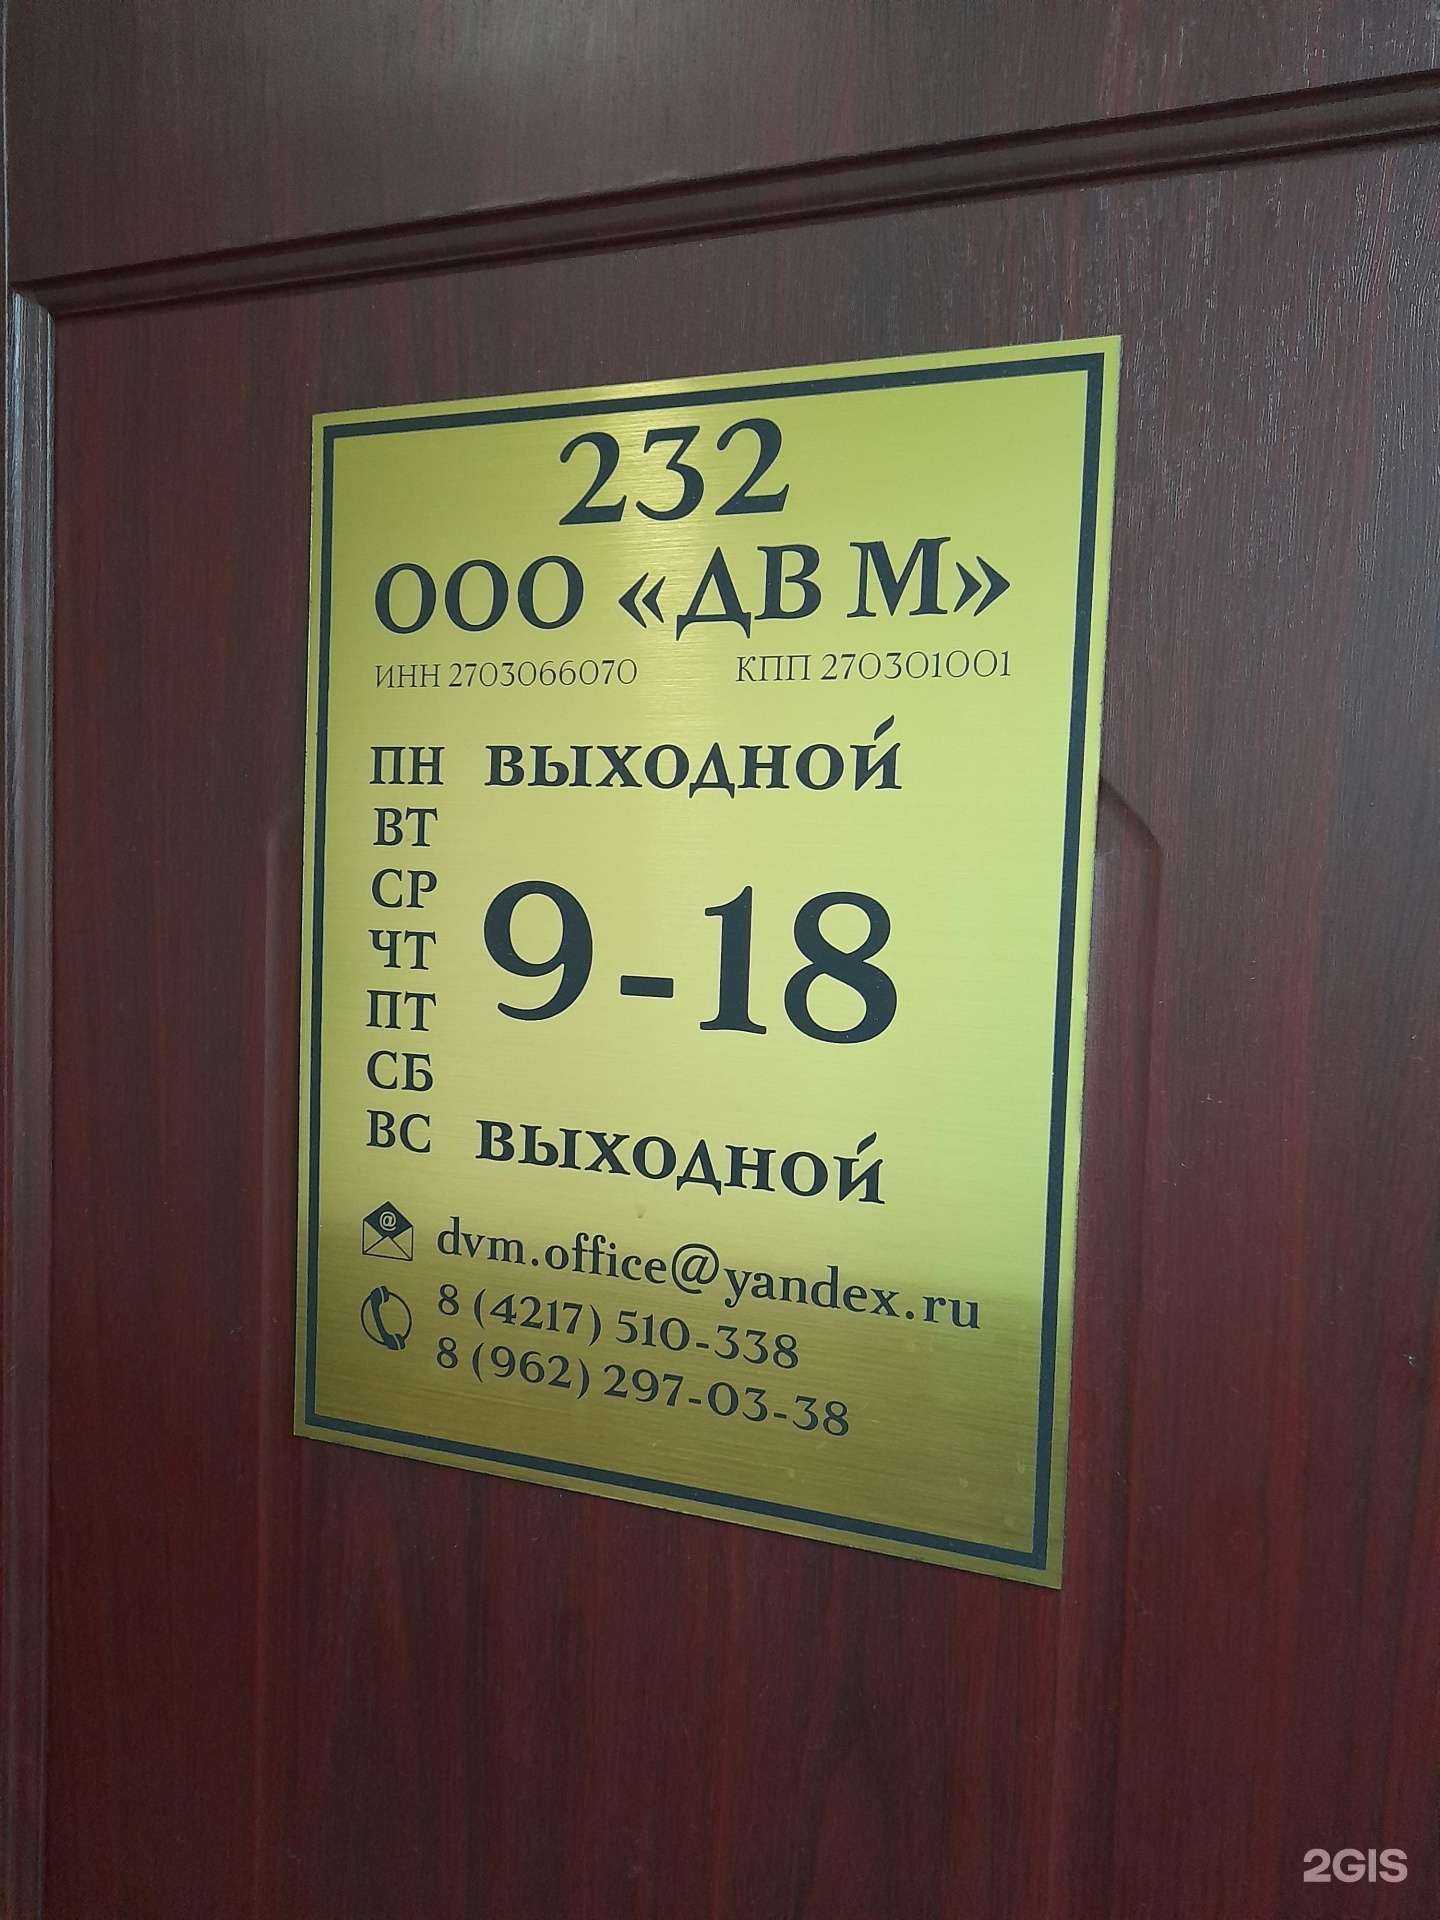 232
ООО «ДВ М»
ИНН 2703066070 КПП 270301001
ПН ВЫХОДНОЙ
ВТ
СР
ЧТ 9-18
ПТ
СБ
ВС ВЫХОДНОЙ
@ dvm.office@yandex.ru
8 (4217) 510-338
8 (962) 297-03-38
2GIS